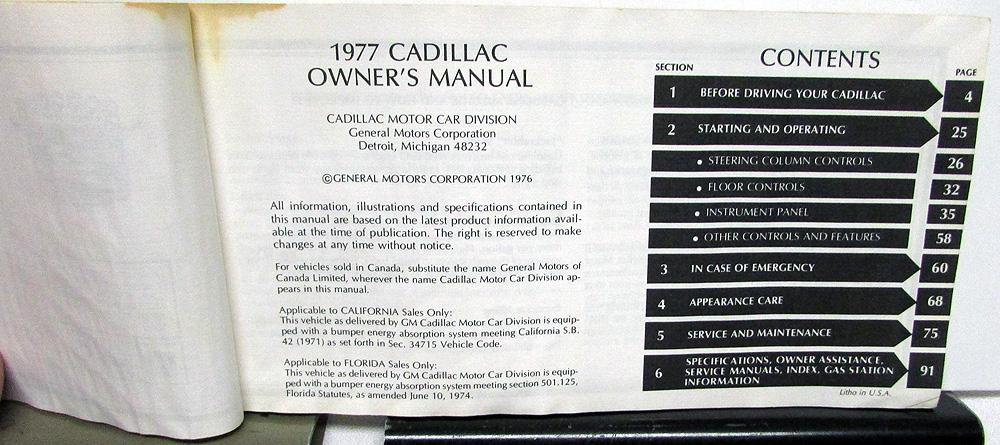 1977 CADILLAC
OWNER'S MANUAL
CADILLAC MOTOR CAR DIVISION
General Motors Corporation
Detroit, Michigan 48232
©GENERAL MOTORS CORPORATION 1976
All information, illustrations and specifications contained in
this manual are based on the latest product information avail-
able at the time of publication. The right is reserved to make
changes at any time without notice.
For vehicles sold in Canada, substitute the name General Motors of
Canada Limited, wherever the name Cadillac Motor Car Division ap-
pears in this manual.
Applicable to CALIFORNIA Sales Only:
This vehicle as delivered by GM Cadillac Motor Car Division is equip-
ped with a bumper energy absorption system meeting California S.B.
42 (1971) as set forth in Sec. 34715 Vehicle Code.
Applicable to FLORIDA Sales Only:
This vehicle as delivered by GM Cadillac Motor Car Division is equip-
ped with a bumper energy absorption system meeting section 501.125,
Florida Statutes, as amended June 10, 1974.
CONTENTS
SECTION PAGE
1 BEFORE DRIVING YOUR CADILLAC 4
2 STARTING AND OPERATING 25
• STEERING COLUMN CONTROLS 26
• FLOOR CONTROLS 32
• INSTRUMENT PANEL 35
• OTHER CONTROLS AND FEATURES 58
3 IN CASE OF EMERGENCY 60
4 APPEARANCE CARE 68
5 SERVICE AND MAINTENANCE 75
6 SPECIFICATIONS, OWNER ASSISTANCE,
SERVICE MANUALS, INDEX, GAS STATION
INFORMATION 91
Litho in U.S.A.